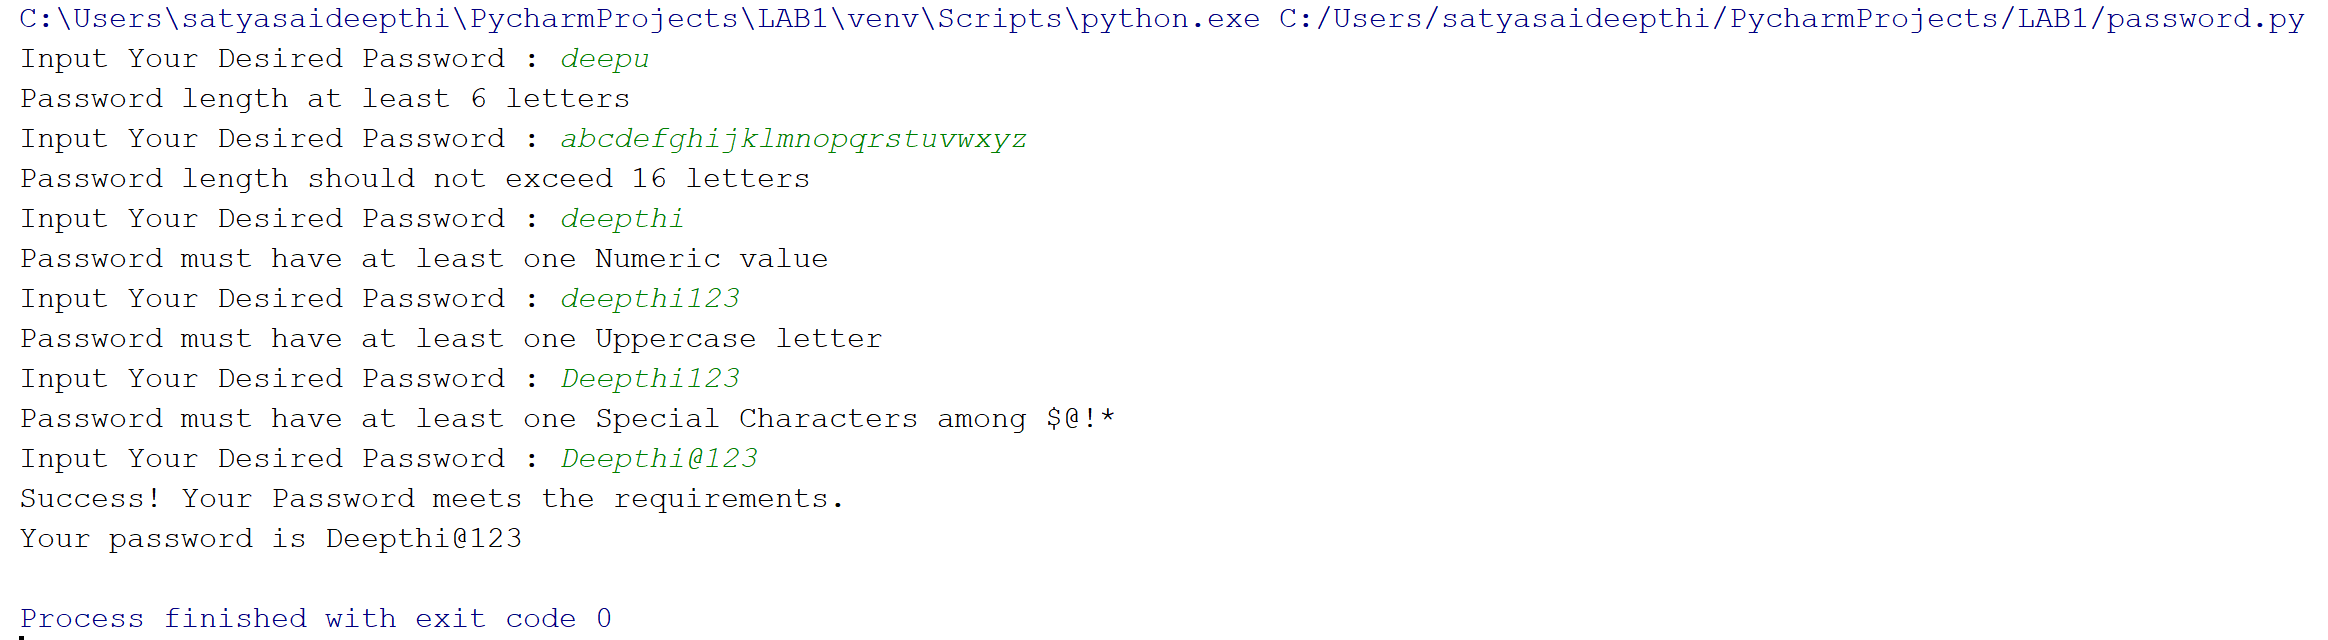 C:\Users\satyasaideepthi\PycharmProjects\LAB1\venv\Scripts\python.exe C:/Users/satyasaideepthi/PycharmProjects/LAB1/password.py
Input Your Desired Password : deepu
Password length at least 6 letters
Input Your Desired Password : abcdefghijklmnopqrstuvwxyz
Password length should not exceed 16 letters
Input Your Desired Password : deepthi
Password must have at least one Numeric value
Input Your Desired Password : deepthi123
Password must have at least one Uppercase letter
Input Your Desired Password : Deepthi123
Password must have at least one Special Characters among $@!*
Input Your Desired Password : Deepthi@123
Success! Your Password meets the requirements.
Your password is Deepthi@123
Process finished with exit code 0